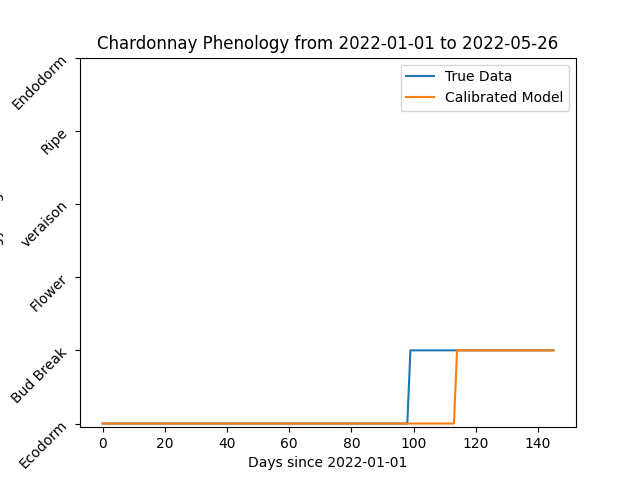 Chardonnay Phenology from 2022-01-01 to 2022-05-26
True Data
Calibrated Model
Endodorm
Ripe
veraison
Flower
Bud Break
Ecodorm
0 20 40 60 80 100 120 140
Days since 2022-01-01